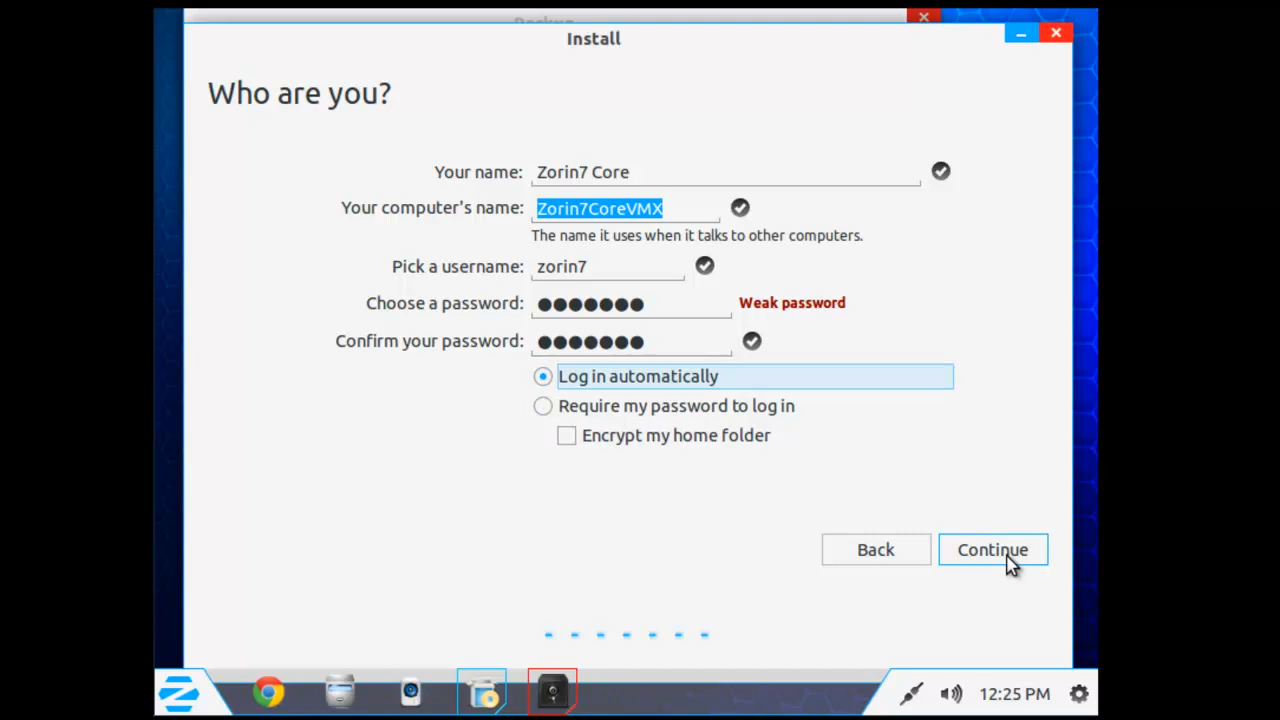 Install
Who are you?
Your name: Zorin7 Core
Your computer's name: Zorin7CoreVMX
The name it uses when it talks to other computers.
Pick a username: zorin7
Choose a password: ●●●●●●● Weak password
Confirm your password: ●●●●●●●
Log in automatically
Require my password to log in
Encrypt my home folder
Back Continue
12:25 PM